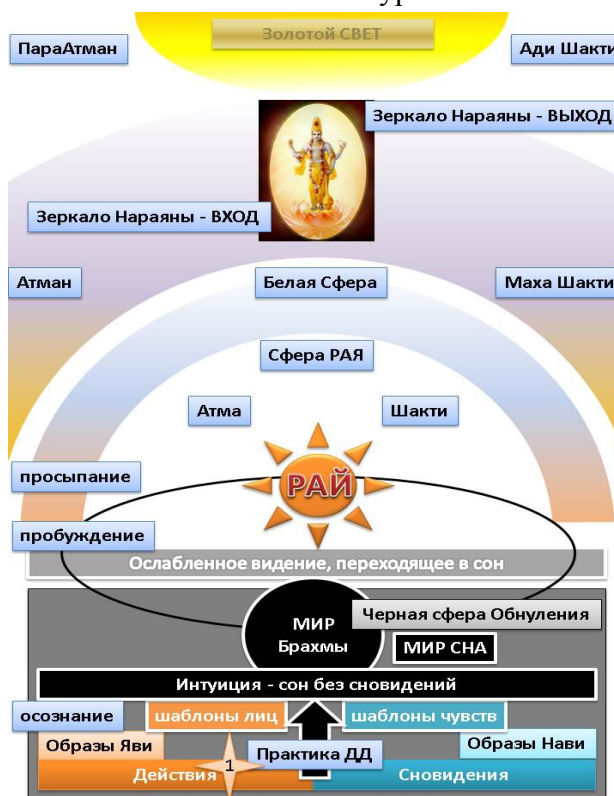 Золотой СВЕТ
ПараАтман
Ади Шакти
Зеркало Нараяны - ВЫХОД
Зеркало Нараяны - ВХОД
Атман
Белая Сфера
Маха Шакти
Сфера РАЯ
Атма
Шакти
просыпание
РАЙ
пробуждение
Ослабленное видение, переходящее в сон
Черная сфера Обнуления
МИР
Брахмы
МИР СНА
Интуиция - сон без сновидений
осознание
шаблоны лиц
шаблоны чувств
Образы Яви
Практика ДД
Образы Нави
Действия
1
Сновидения